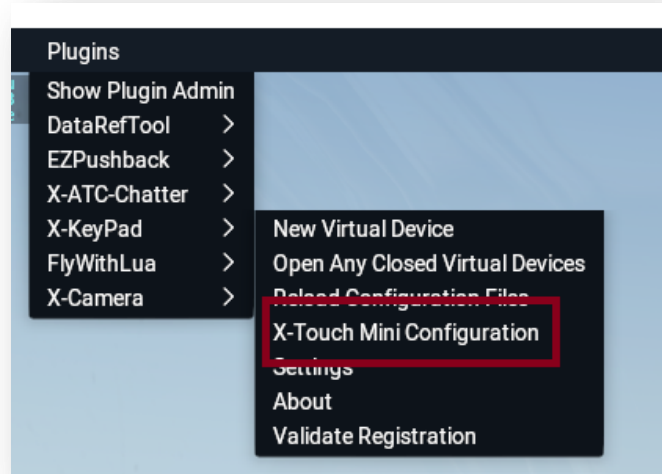 Plugins
Show Plugin Admin
DataRefTool >
EZPushback >
X-ATC-Chatter >
X-KeyPad >
FlyWithLua >
X-Camera >
New Virtual Device
Open Any Closed Virtual Devices
Reload Configuration Files
X-Touch Mini Configuration
Settings
About
Validate Registration